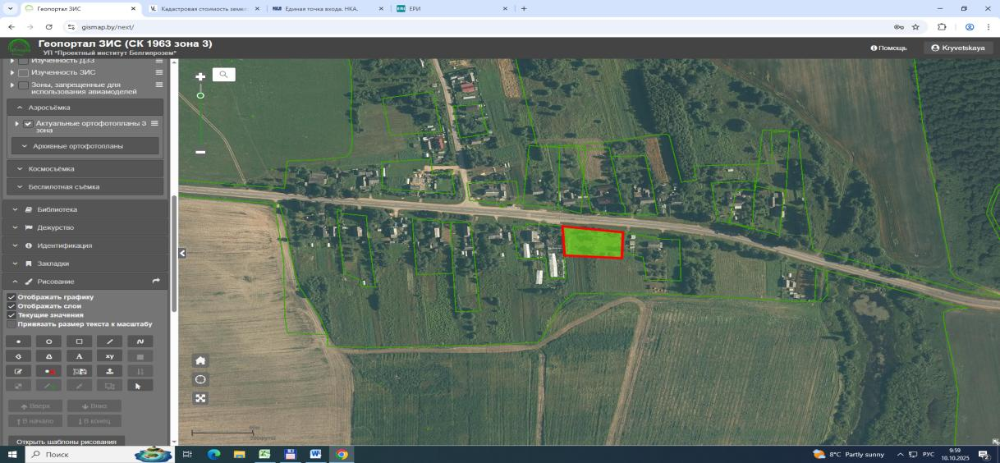 Геопортал ЗИС
Кадастровая стоимость земел
Единая точка входа. НКА.
ЕРИ
gismap.by/next/
Геопортал ЗИС (СК 1963 зона 3)
УП "Проектный институт Белгипрозем"
Помощь
Kryvetskaya
Изученность ДЗЗ
Изученность ЗИС
Зоны, запрещенные для
использования авиамоделей
Аэросъёмка
Актуальные ортофотопланы 3
зона
Архивные ортофотопланы
Космосъёмка
Беспилотная съёмка
Библиотека
Дежурство
Идентификация
Закладки
Рисование
Отображать графику
Отображать слои
Текущие значения
Привязать размер текста к масштабу
A
xy
Вверх
Вниз
В начало
В конец
Открыть шаблоны рисования
Поиск
8°C Partly sunny
РУС
9:59
10.10.2025